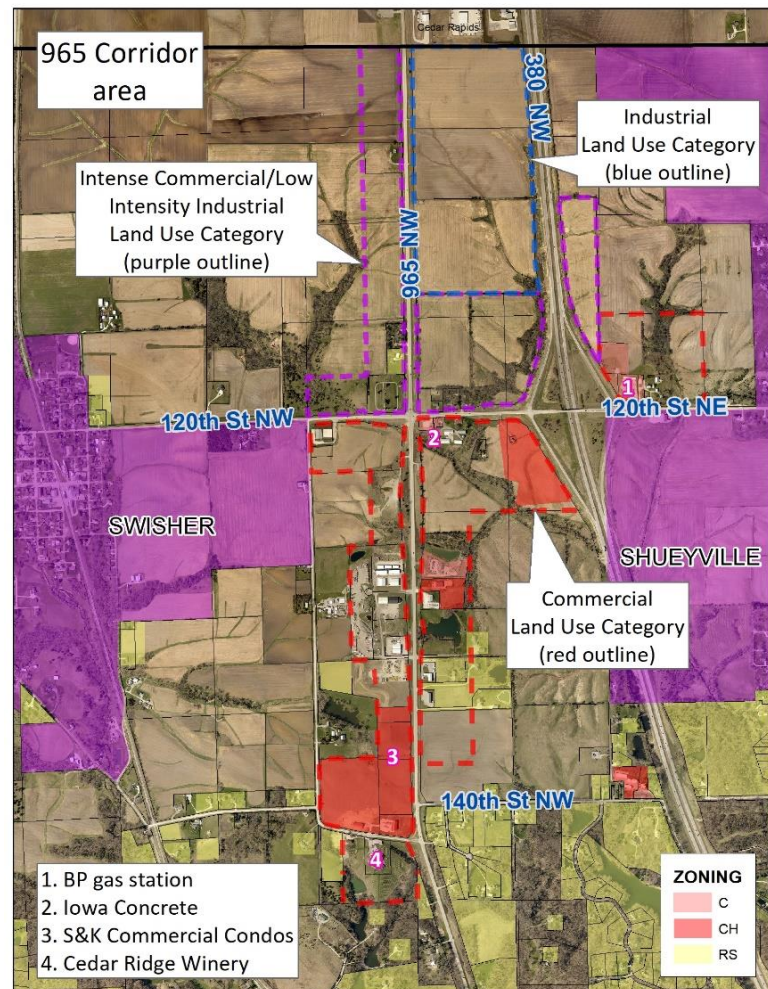 Cedar Rapids
965 Corridor
area
380 NW
Industrial
Land Use Category
(blue outline)
Intense Commercial/Low
Intensity Industrial
Land Use Category
(purple outline)
965 NW
1
120th St NW
120th St NE
2
SWISHER
SHUEYVILLE
Commercial
Land Use Category
(red outline)
3
140th St NW
4
1. BP gas station
2. Iowa Concrete
3. S&K Commercial Condos
4. Cedar Ridge Winery
ZONING
C
CH
RS